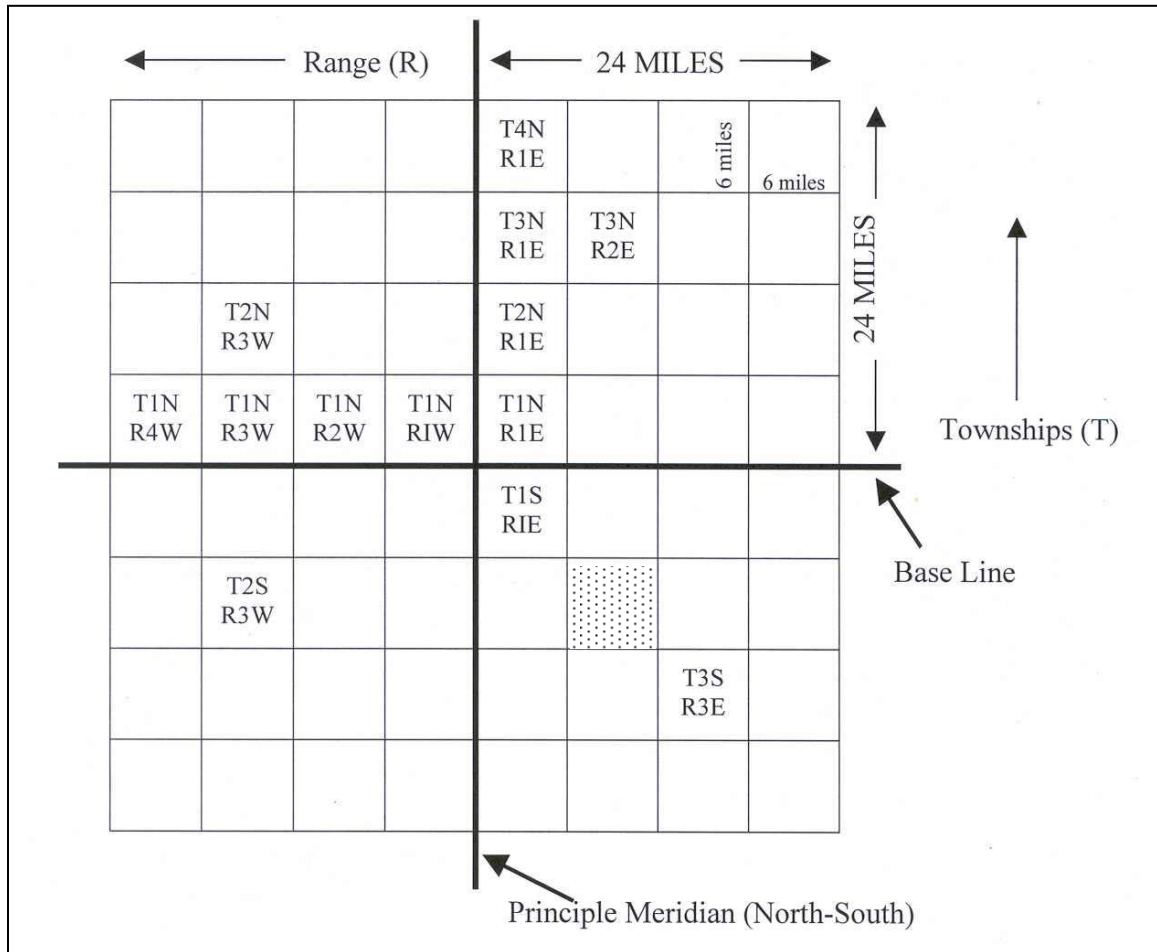 Range (R)
24 MILES
T4N
R1E
6 miles
6 miles
T3N
R1E
T3N
R2E
24 MILES
T2N
R3W
T2N
R1E
T1N
R4W
T1N
R3W
T1N
R2W
T1N
RIW
T1N
R1E
Townships (T)
T1S
RIE
Base Line
T2S
R3W
T3S
R3E
Principle Meridian (North-South)